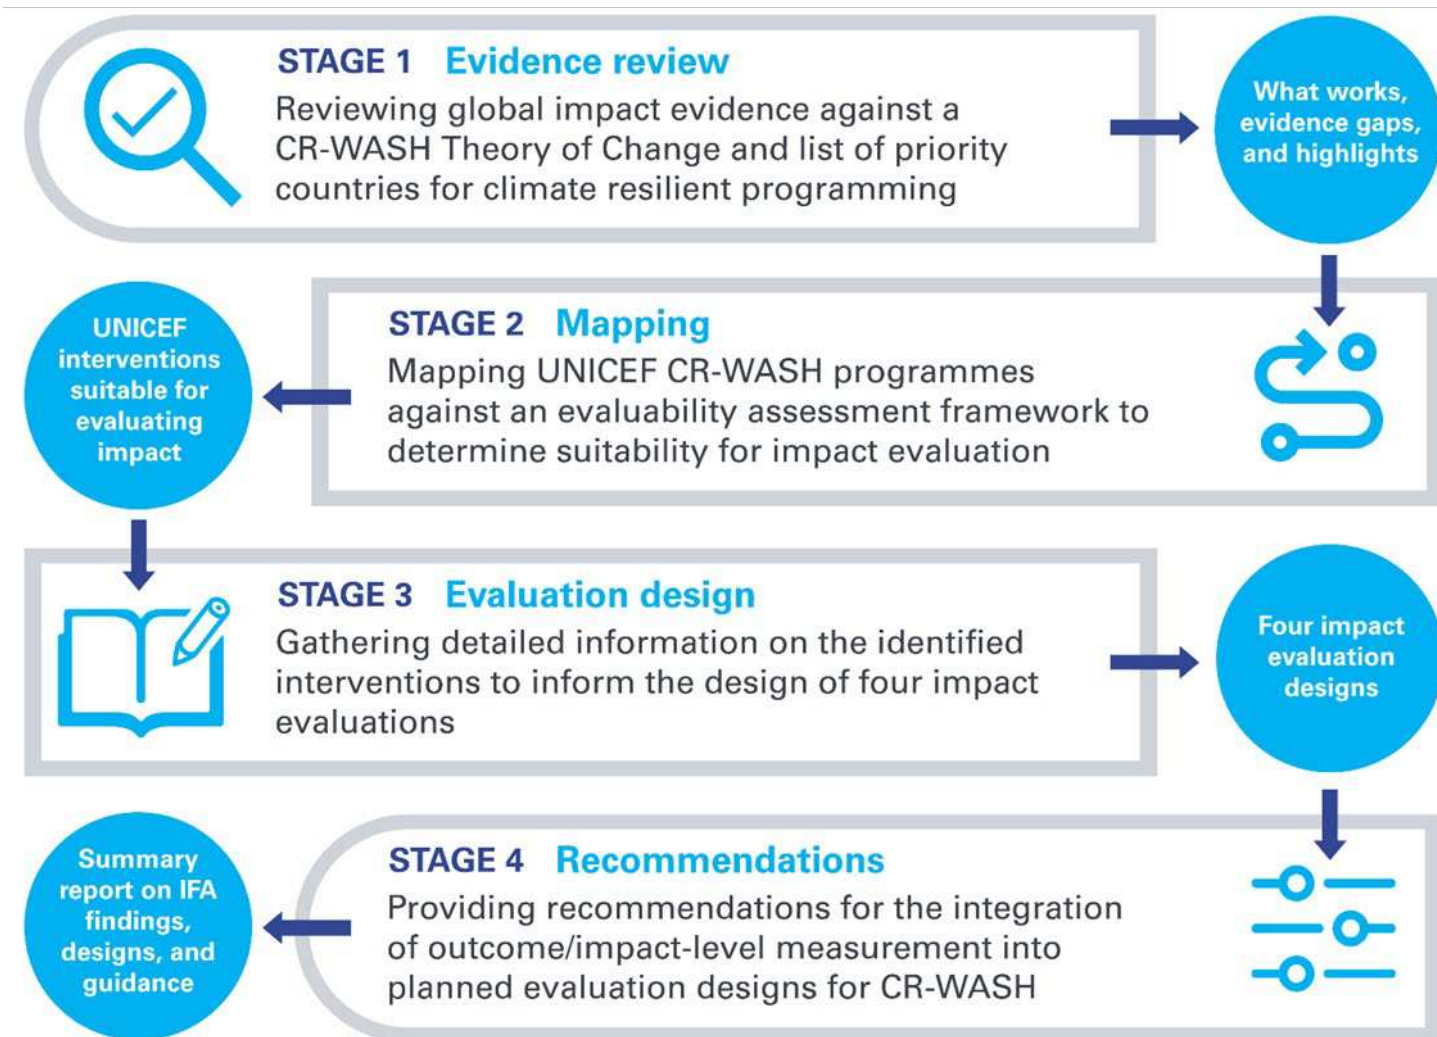 STAGE 1 Evidence review
Reviewing global impact evidence against a
CR-WASH Theory of Change and list of priority
countries for climate resilient programming
What works,
evidence gaps,
and highlights
STAGE 2 Mapping
Mapping UNICEF CR-WASH programmes
against an evaluability assessment framework to
determine suitability for impact evaluation
UNICEF
interventions
suitable for
evaluating
impact
STAGE 3 Evaluation design
Gathering detailed information on the identified
interventions to inform the design of four impact
evaluations
Four impact
evaluation
designs
STAGE 4 Recommendations
Providing recommendations for the integration
of outcome/impact-level measurement into
planned evaluation designs for CR-WASH
Summary
report on IFA
findings,
designs, and
guidance